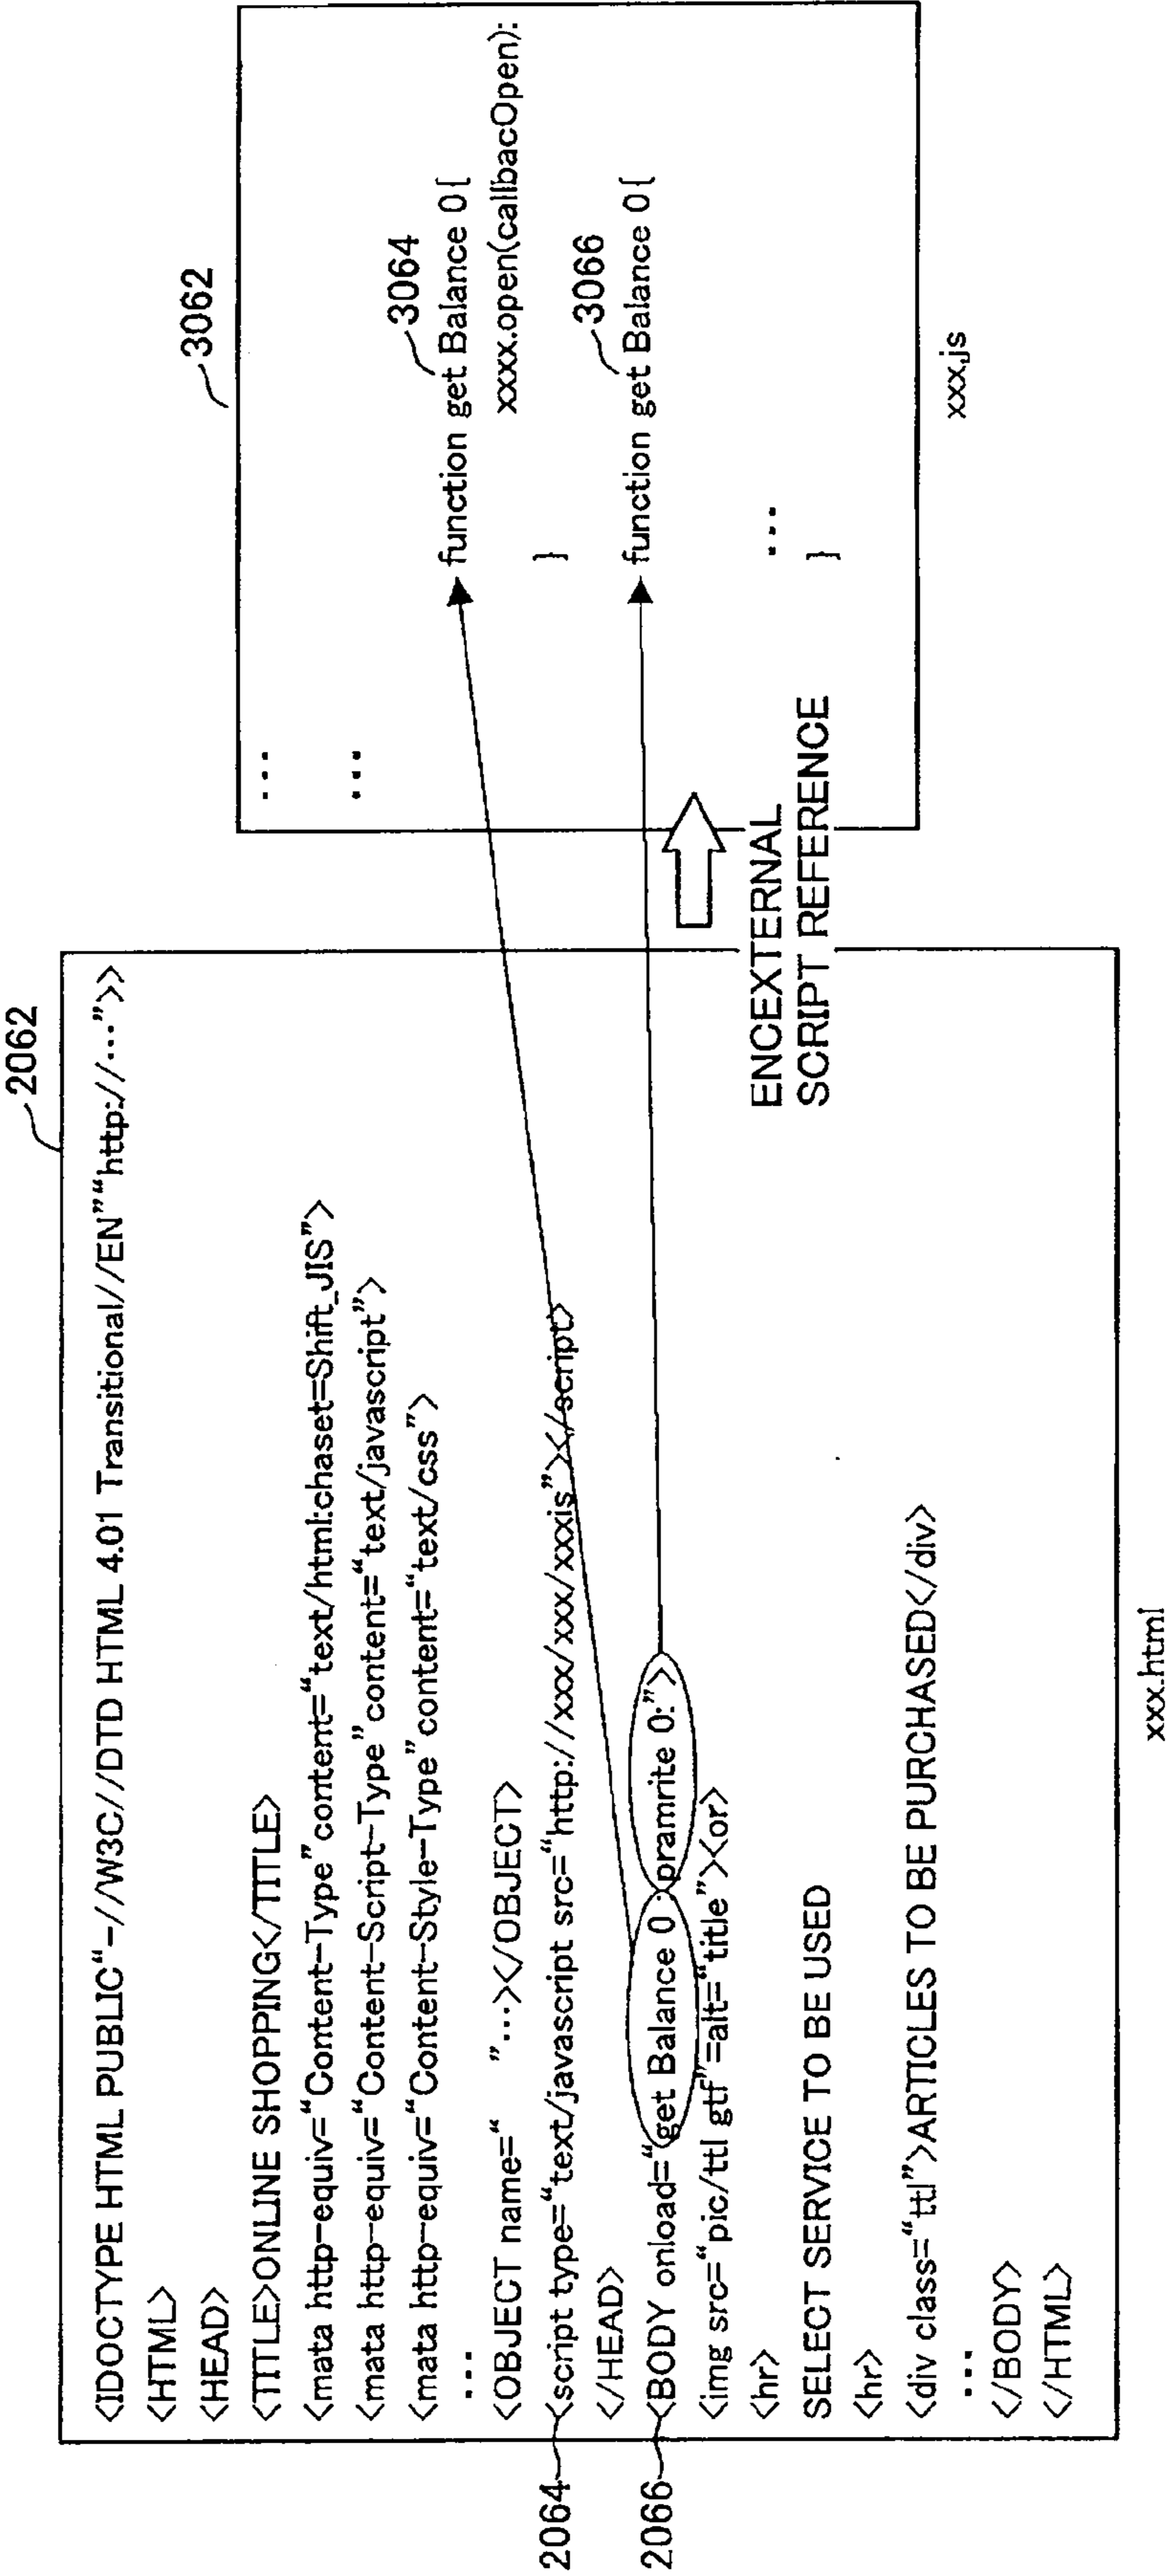 2062
<IDOCTYPE HTML PUBLIC“-//W3C//DTD HTML 4.01 Transitional//EN”“http://···”>>
<HTML>
<HEAD>
<TITLE>ONLINE SHOPPING</TITLE>
<mata http-equiv=“Content-Type”content=“text/html:chaset=Shift_JIS”>
<mata http-equiv=“Content-Script-Type”content=“text/javascript”>
<mata http-equiv=“Content-Style-Type”content=“text/css”>
···
<OBJECT name=“ ”···></OBJECT>
2064 <script type=“text/javascript src=“http://xxx/xxx/xxxis”></script>
</HEAD>
2066 <BODY onload=“get Balance 0 : pramrite 0:”>
<img src=“pic/ttl gtf”=alt=“title”><or>
<hr>
SELECT SERVICE TO BE USED
<hr>
<div class=“ttl”>ARTICLES TO BE PURCHASED</div>
···
</BODY>
</HTML>
xxx.html
ENCEXTERNAL
SCRIPT REFERENCE
3062
···
···
3064
function get Balance 0{
xxxx.open(callbacOpen):
}
3066
function get Balance 0{
···
}
xxx.js